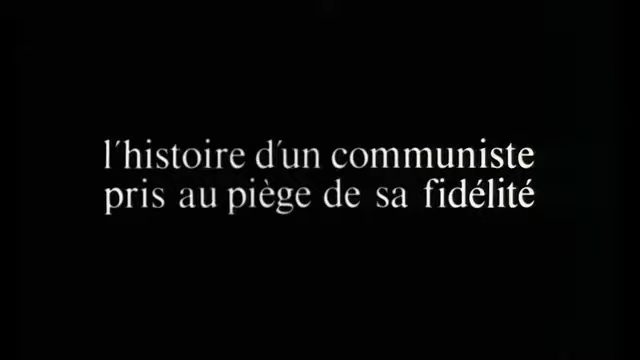 l'histoire d'un communiste
pris au piège de sa fidélité